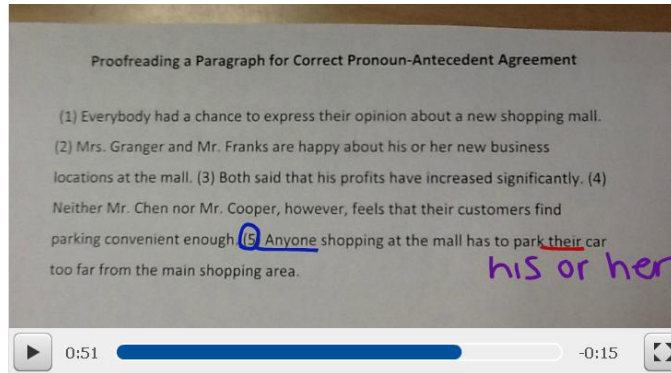 Proofreading a Paragraph for Correct Pronoun-Antecedent Agreement
(1) Everybody had a chance to express their opinion about a new shopping mall.
(2) Mrs. Granger and Mr. Franks are happy about his or her new business
locations at the mall. (3) Both said that his profits have increased significantly. (4)
Neither Mr. Chen nor Mr. Cooper, however, feels that their customers find
parking convenient enough. (5) Anyone shopping at the mall has to park their car
too far from the main shopping area.
his or her
0:51
-0:15